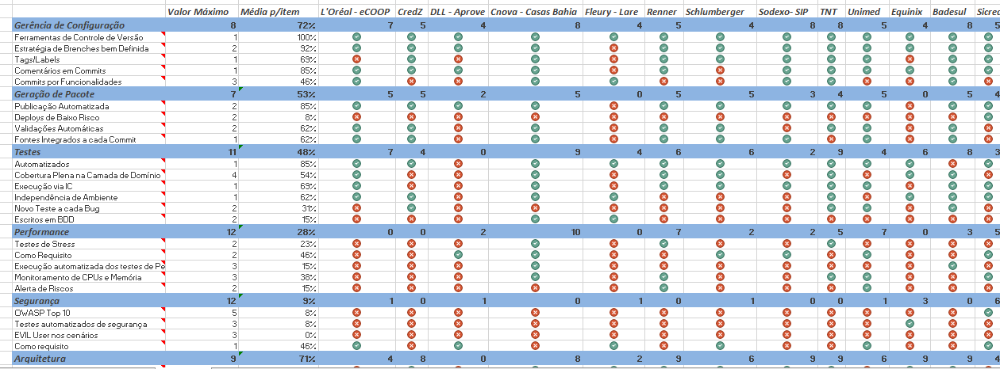 Valor Máximo Média p/item L'Oréal - eCOOP CredZ DLL - Aprove Cnova - Casas Bahia Fleury - Lare Renner Schlumberger Sodexo- SIP TNT Unimed Equinix Badesul Sicre
Gerência de Configuração 8 72% 7 5 4 8 4 5 4 8 8 5 4 8 5
Ferramentas de Controle de Versão 1 100%
Estratégia de Brenches bem Definida 2 92%
Tags/Labels 1 69%
Comentários em Commits 1 85%
Commits por Funcionalidades 3 46%
Geração de Pacote 7 53% 5 5 2 5 0 5 5 3 4 5 0 5 4
Publicação Automatizada 2 85%
Deploys de Baixo Risco 2 8%
Validações Automáticas 2 62%
Fontes Integrados a cada Commit 1 62%
Testes 11 48% 7 4 0 9 4 6 6 2 9 4 6 8 3
Automatizados 1 85%
Cobertura Plena na Camada de Domínio 4 54%
Execução via IC 1 69%
Independência de Ambiente 1 62%
Novo Teste a cada Bug 2 31%
Escritos em BDD 2 15%
Performance 12 28% 0 0 2 10 0 7 2 2 5 7 0 3 5
Testes de Stress 2 23%
Como Requisito 2 46%
Execução automatizada dos testes de Pe 3 15%
Monitoramento de CPUs e Memória 3 38%
Alerta de Riscos 2 15%
Segurança 12 9% 1 0 1 0 1 0 1 0 0 1 3 0 6
OWASP Top 10 5 8%
Testes automatizados de segurança 3 8%
EVIL User nos cenários 3 0%
Como requisito 1 46%
Arquitetura 9 71% 4 8 0 8 2 9 6 9 9 6 9 9 4